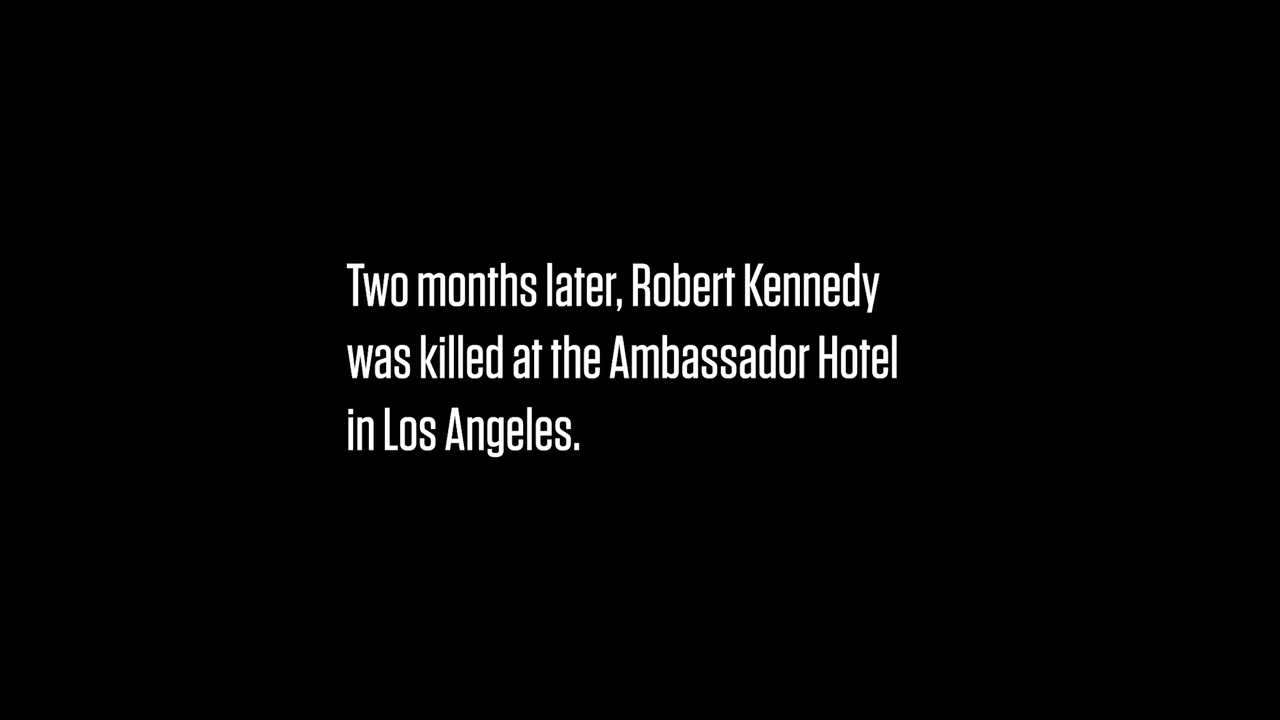 Two months later, Robert Kennedy
was killed at the Ambassador Hotel
in Los Angeles.